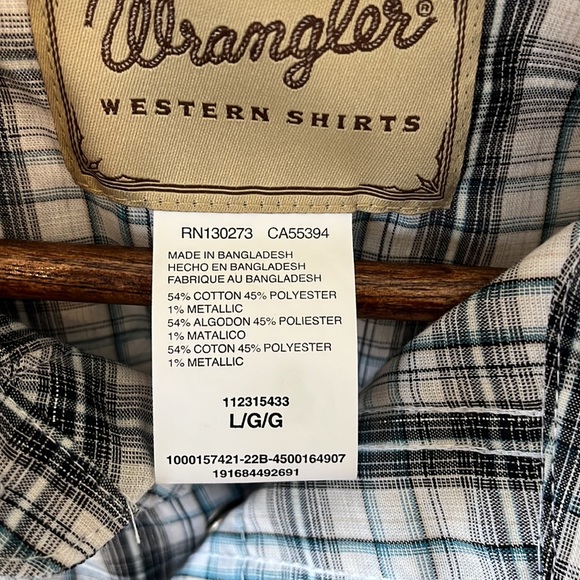 Wrangler®
WESTERN SHIRTS
RN130273 CA55394
MADE IN BANGLADESH
HECHO EN BANGLADESH
FABRIQUE AU BANGLADESH
54% COTTON 45% POLYESTER
1% METALLIC
54% ALGODON 45% POLIESTER
1% MATALICO
54% COTON 45% POLYESTER
1% METALLIC
112315433
L/G/G
1000157421-22B-4500164907
191684492691